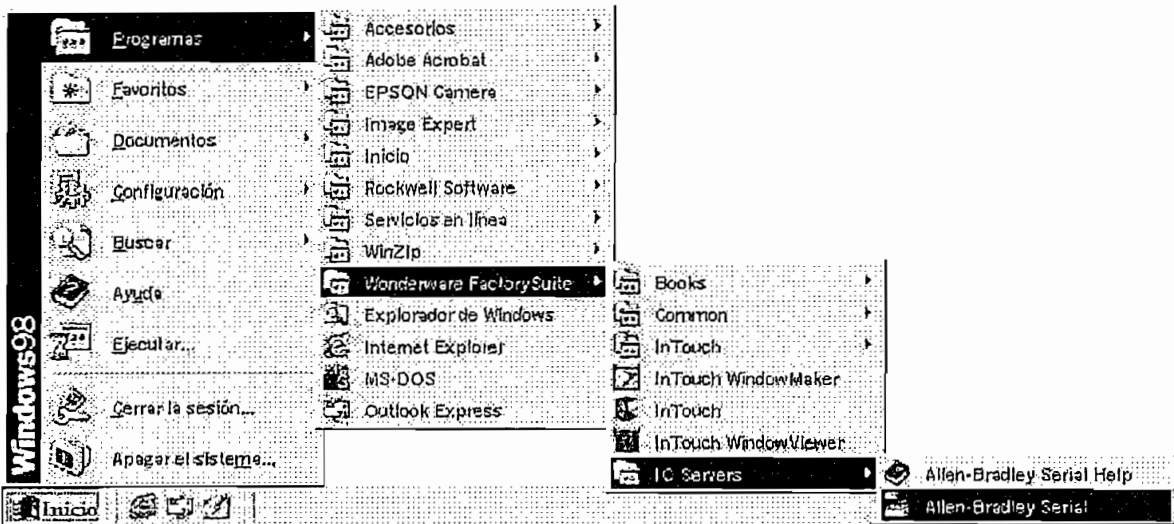 Programas
Favoritos
Documentos
Configuración
Buscar
Ayuda
Ejecutar...
Cerrar la sesión...
Apagar el sistema...
Windows98
Inicio
Accesorios
Adobe Acrobat
EPSON Camera
Image Expert
Inicio
Rockwell Software
Servicios en línea
WinZip
Wonderware FactorySuite
Explorador de Windows
Internet Explorer
MS-DOS
Outlook Express
Books
Common
InTouch
InTouch WindowMaker
InTouch
InTouch WindowViewer
IO Servers
Allen-Bradley Serial Help
Allen-Bradley Serial